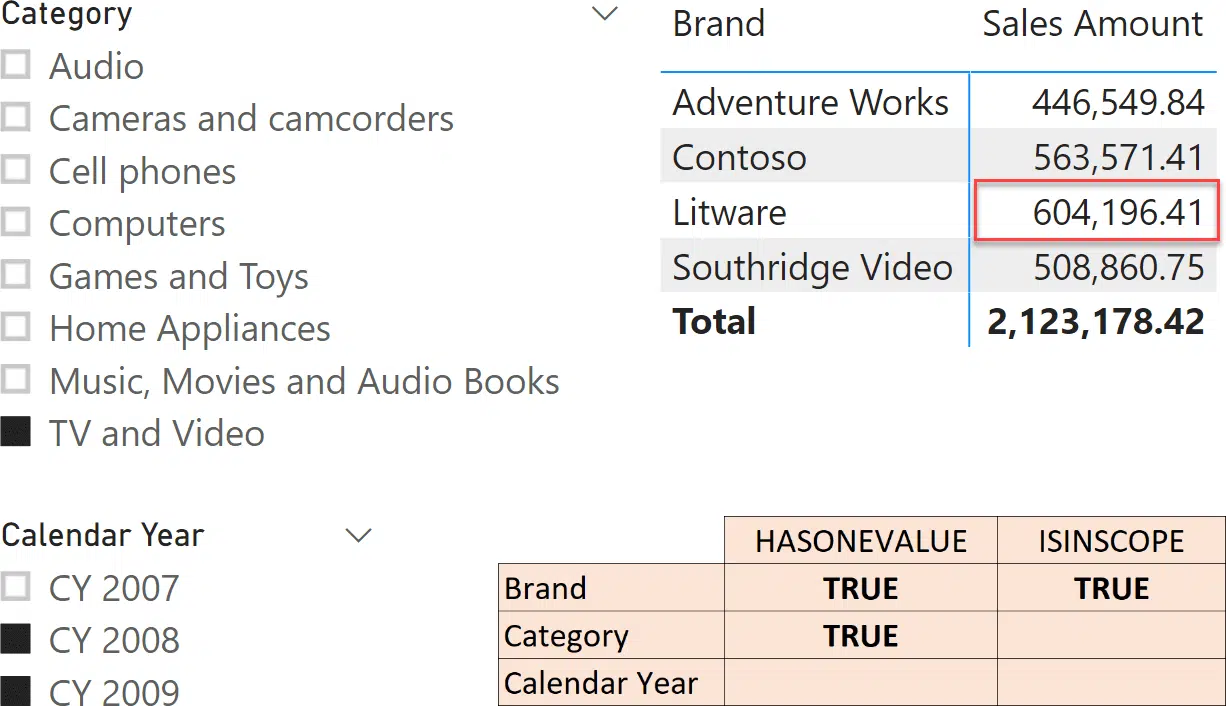 Category
Audio
Cameras and camcorders
Cell phones
Computers
Games and Toys
Home Appliances
Music, Movies and Audio Books
TV and Video
Calendar Year
CY 2007
CY 2008
CY 2009
Brand Sales Amount
Adventure Works 446,549.84
Contoso 563,571.41
Litware 604,196.41
Southridge Video 508,860.75
Total 2,123,178.42
HASONEVALUE ISINSCOPE
Brand TRUE TRUE
Category TRUE
Calendar Year